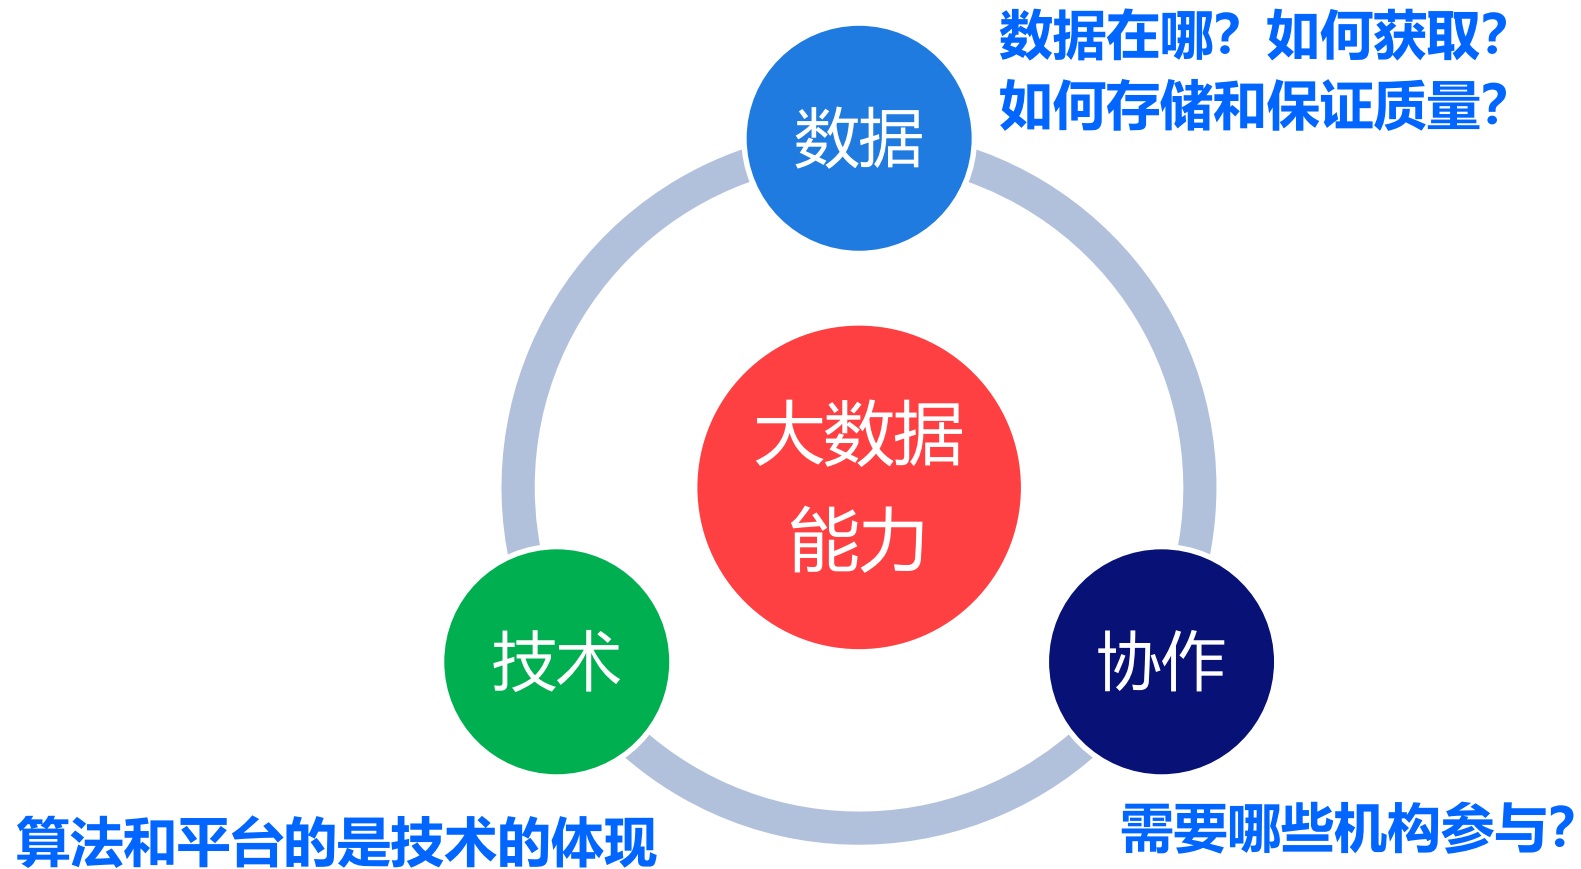 数据在哪？如何获取？
如何存储和保证质量？
数据
大数据
能力
技术
协作
算法和平台的是技术的体现
需要哪些机构参与？